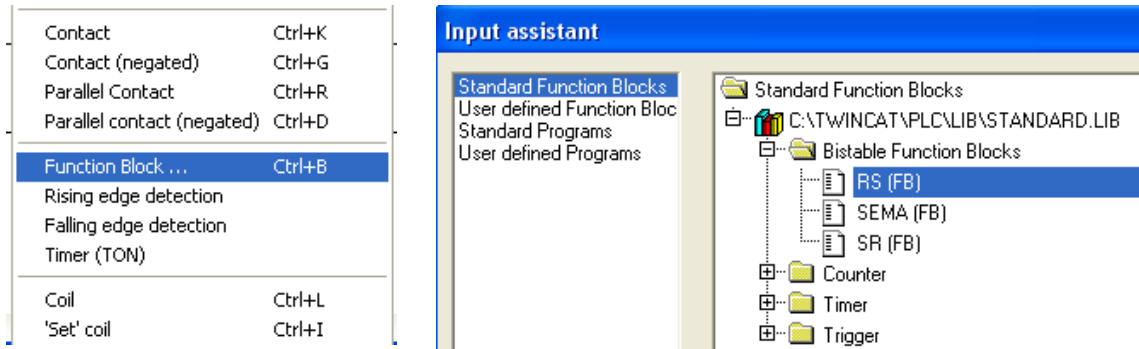 Contact Ctrl+K
Contact (negated) Ctrl+G
Parallel Contact Ctrl+R
Parallel contact (negated) Ctrl+D
Function Block ... Ctrl+B
Rising edge detection
Falling edge detection
Timer (TON)
Coil Ctrl+L
'Set' coil Ctrl+I
Input assistant
Standard Function Blocks
User defined Function Bloc
Standard Programs
User defined Programs
Standard Function Blocks
C:\TWINCAT\PLC\LIB\STANDARD.LIB
Bistable Function Blocks
RS (FB)
SEMA (FB)
SR (FB)
Counter
Timer
Trigger